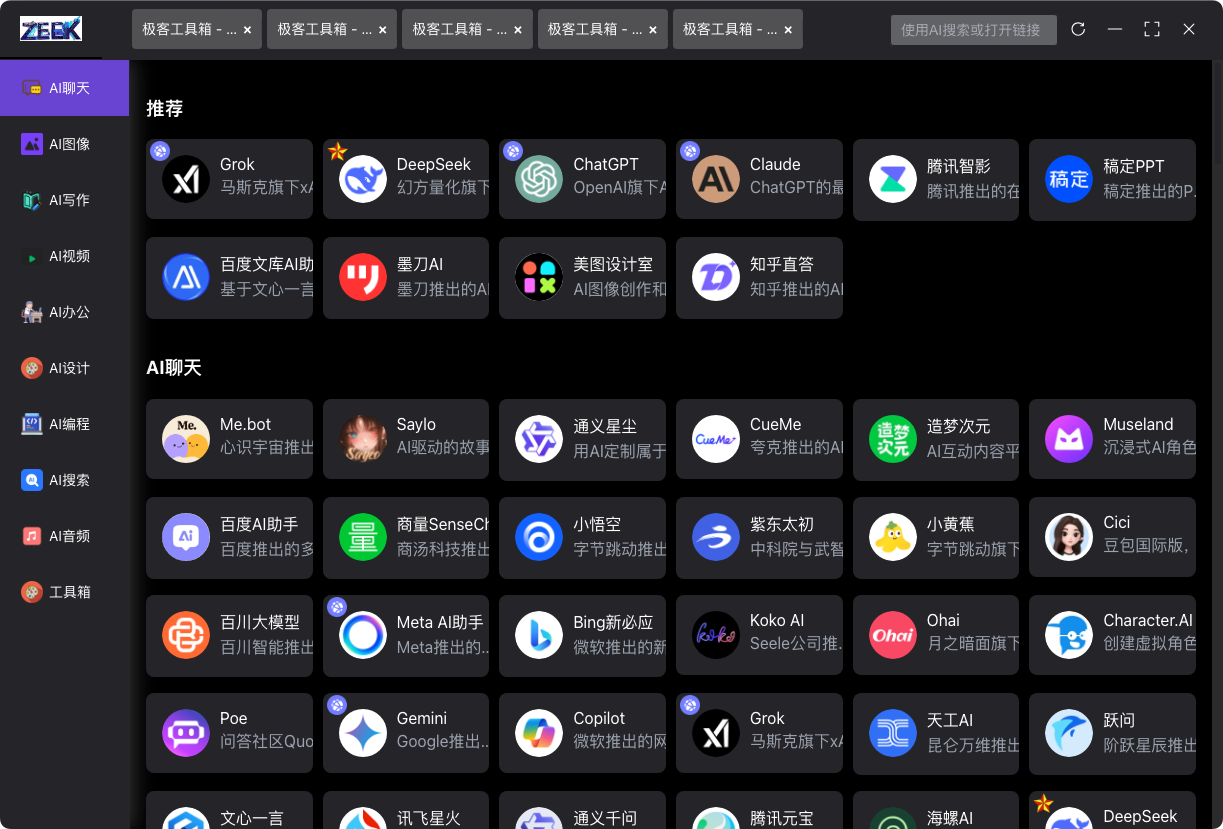 ZEEK
极客工具箱 - ... ×
极客工具箱 - ... ×
极客工具箱 - ... ×
极客工具箱 - ... ×
极客工具箱 - ... ×
使用AI搜索或打开链接
AI聊天
AI图像
AI写作
AI视频
AI办公
AI设计
AI编程
AI搜索
AI音频
工具箱
推荐
Grok
马斯克旗下xA
DeepSeek
幻方量化旗下
ChatGPT
OpenAI旗下A
Claude
ChatGPT的最
腾讯智影
腾讯推出的在
稿定
稿定PPT
稿定推出的P.
百度文库AI助
基于文心一言
墨刀AI
墨刀推出的AI
美图设计室
AI图像创作和
知乎直答
知乎推出的AI
AI聊天
Me.
Me.bot
心识宇宙推出
Saylo
Saylo
AI驱动的故事
通义星尘
用AI定制属于
CueMe
CueMe
夸克推出的AI
造梦次元
造梦次元
AI互动内容平
Museland
沉浸式AI角色
Ai
百度AI助手
百度推出的多
量
商量SenseCh
商汤科技推出
小悟空
字节跳动推出
紫东太初
中科院与武智
小黄蕉
字节跳动旗下
Cici
豆包国际版，
百川大模型
百川智能推出
Meta AI助手
Meta推出的...
Bing新必应
微软推出的新
koko
Koko AI
Seele公司推.
Ohai
Ohai
月之暗面旗下
Character.AI
创建虚拟角色
Poe
问答社区Quo
Gemini
Google推出...
Copilot
微软推出的网
Grok
马斯克旗下xA
天工AI
昆仑万维推出
跃问
阶跃星辰推出
文心一言
讯飞星火
通义千问
腾讯元宝
海螺AI
DeepSeek